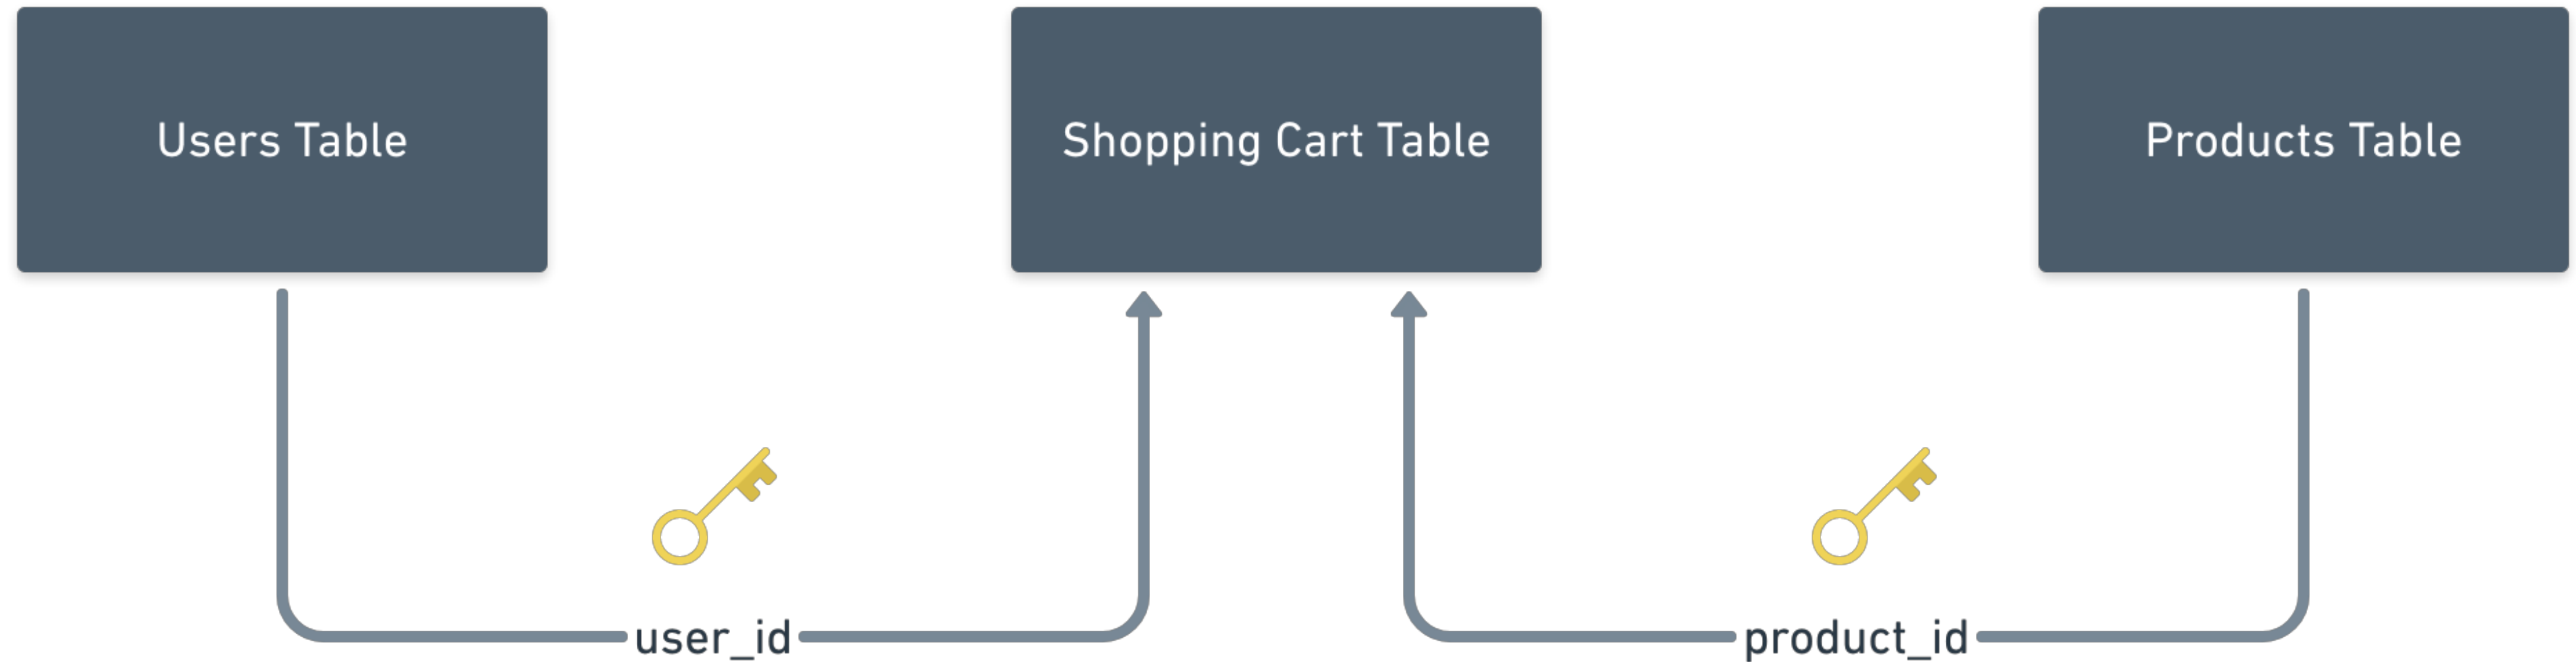 Users Table
Shopping Cart Table
Products Table
user_id
product_id